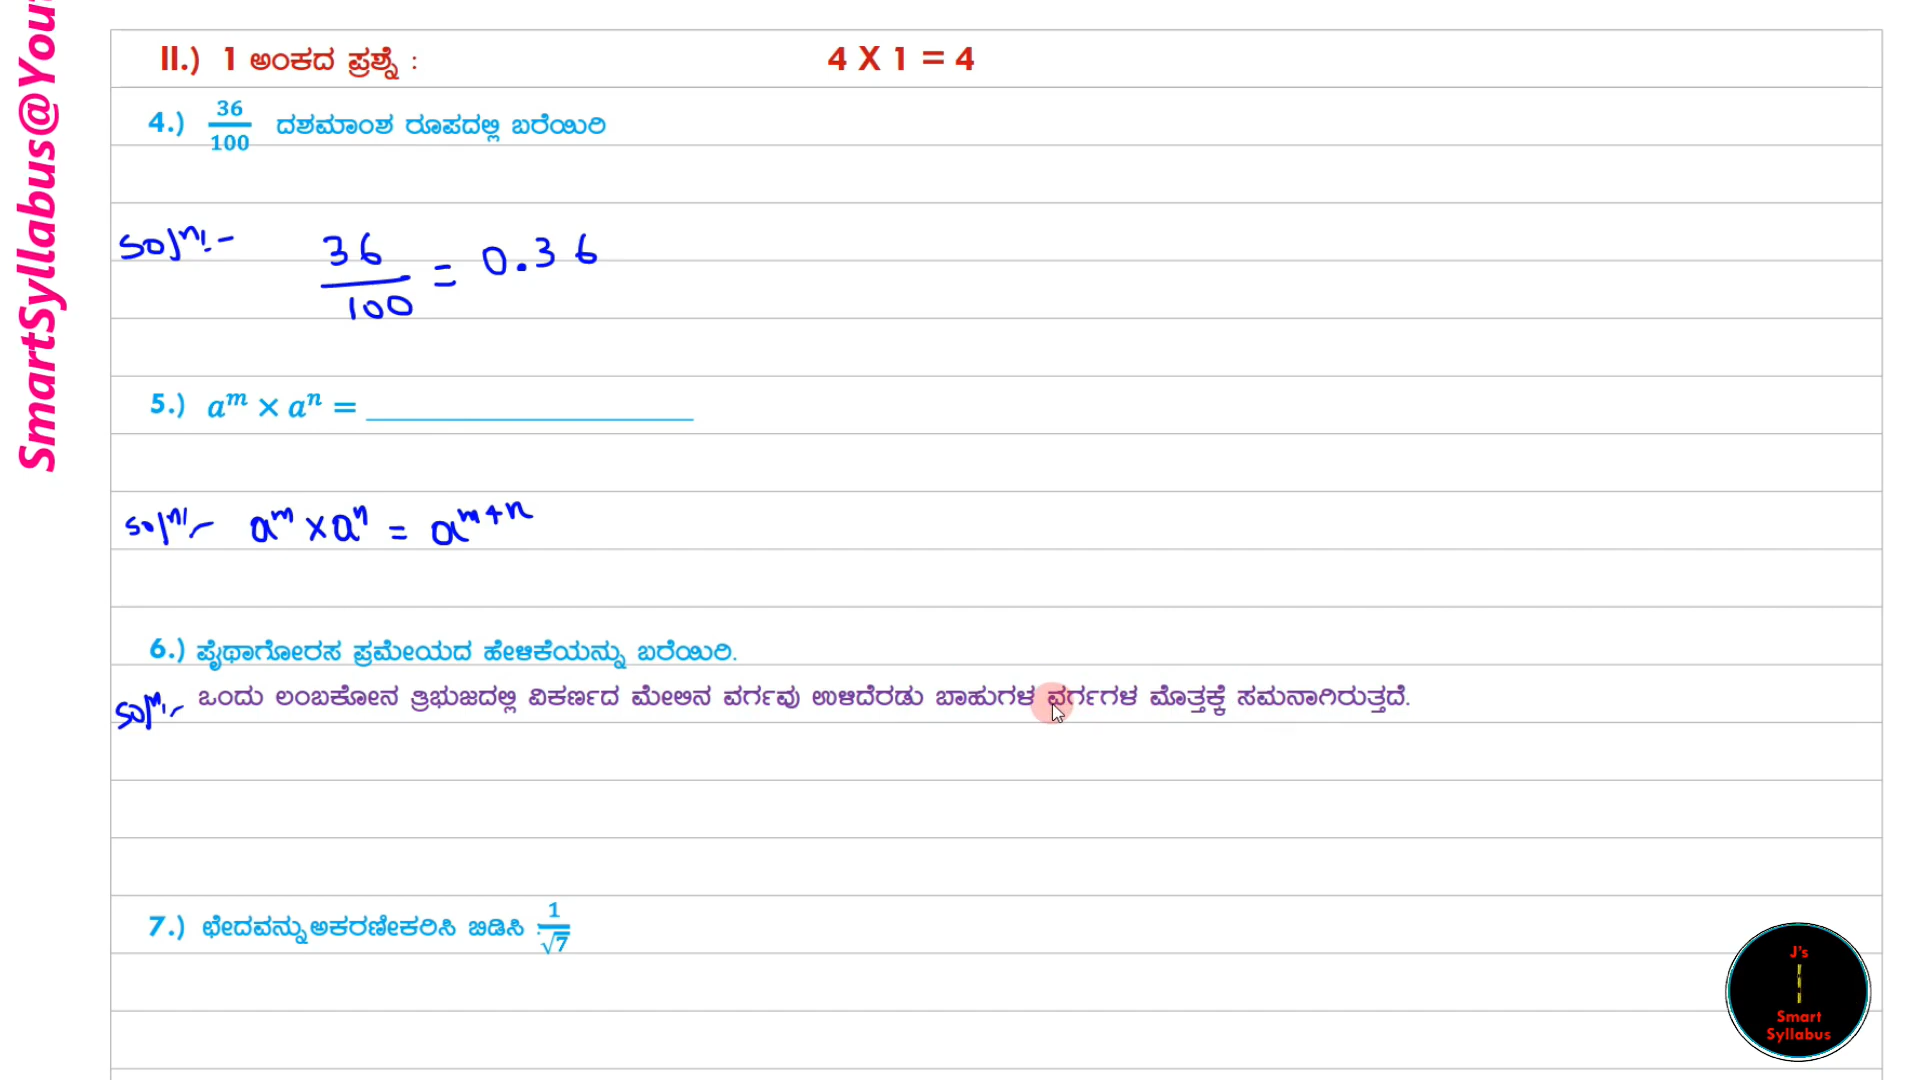 SmartSyllabus@You
II.) 1 ಅಂಕದ ಪ್ರಶ್ನೆ : 4 X 1 = 4
4.) 36/100 ದಶಮಾಂಶ ರೂಪದಲ್ಲಿ ಬರೆಯಿರಿ
Soln:- 36/100 = 0.36
5.) a^m × a^n = ____________________
Soln:- a^m × a^n = a^m+n
6.) ಪೈಥಾಗೋರಸ ಪ್ರಮೇಯದ ಹೇಳಿಕೆಯನ್ನು ಬರೆಯಿರಿ.
Soln:- ಒಂದು ಲಂಬಕೋನ ತ್ರಿಭುಜದಲ್ಲಿ ವಿಕರ್ಣದ ಮೇಲಿನ ವರ್ಗವು ಉಳಿದೆರಡು ಬಾಹುಗಳ ವರ್ಗಗಳ ಮೊತ್ತಕ್ಕೆ ಸಮನಾಗಿರುತ್ತದೆ.
7.) ಛೇದವನ್ನು ಅಕರಣೀಕರಿಸಿ ಬಿಡಿಸಿ : 1/√7
J's
Smart
Syllabus